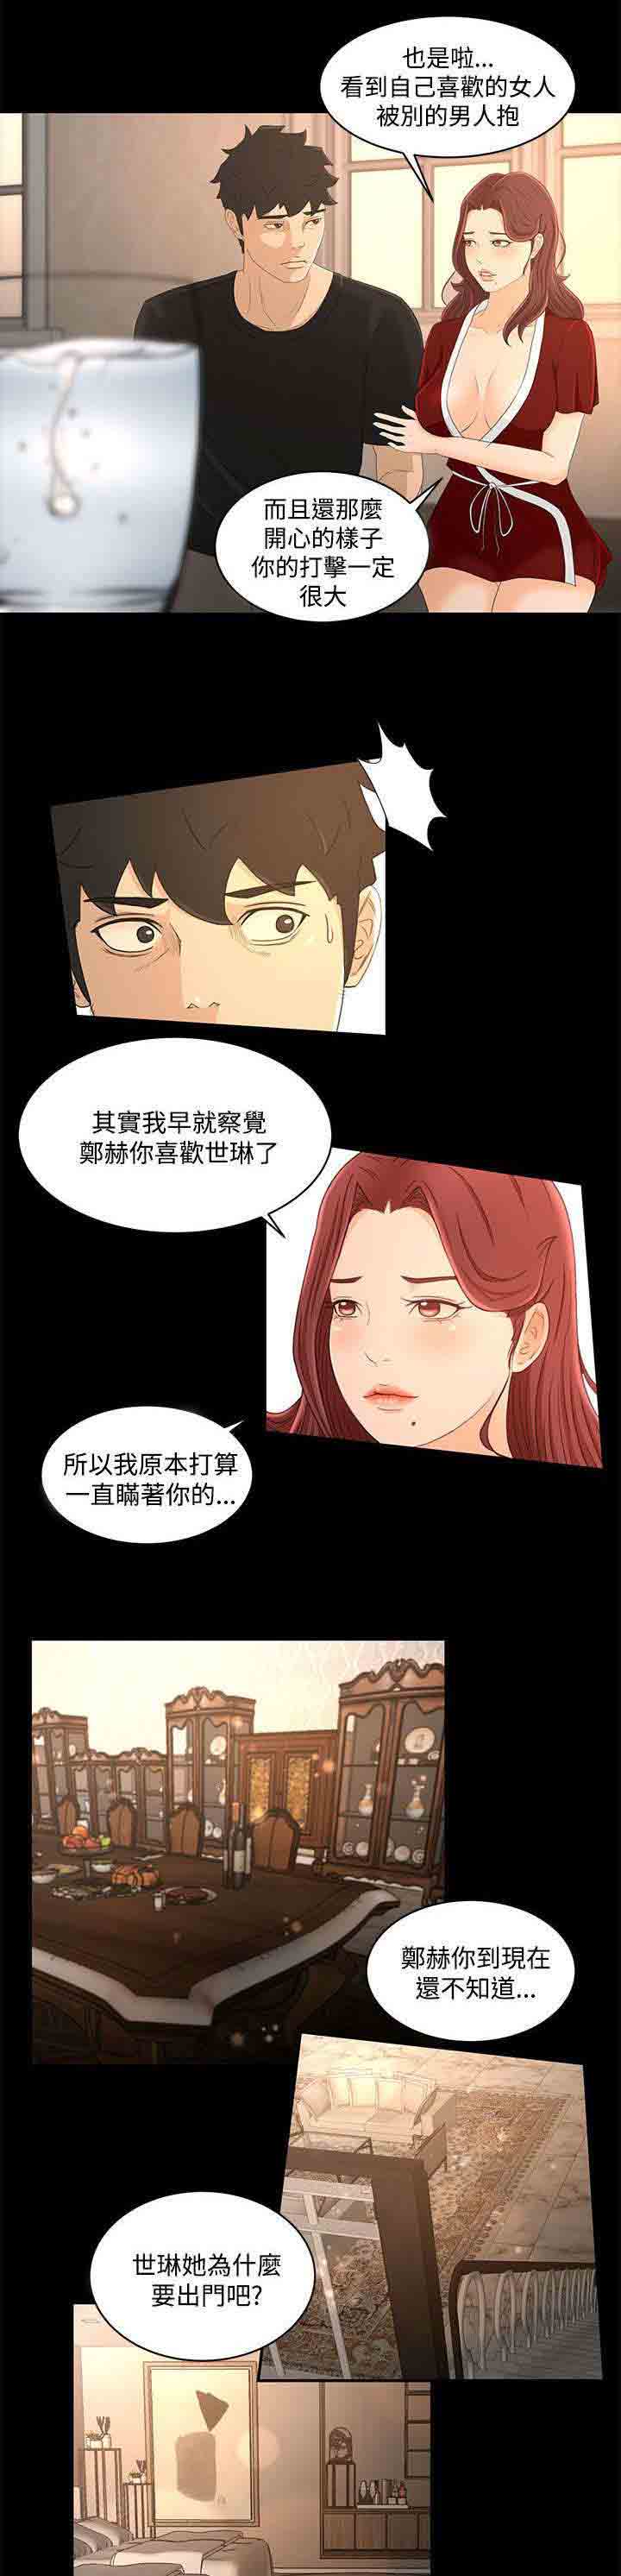 也是啦...
看到自己喜歡的女人
被別的男人抱
而且還那麼
開心的樣子
你的打擊一定
很大
其實我早就察覺
鄭赫你喜歡世琳了
所以我原本打算
一直瞞著你的...
鄭赫你到現在
還不知道...
世琳她為什麼
要出門吧?